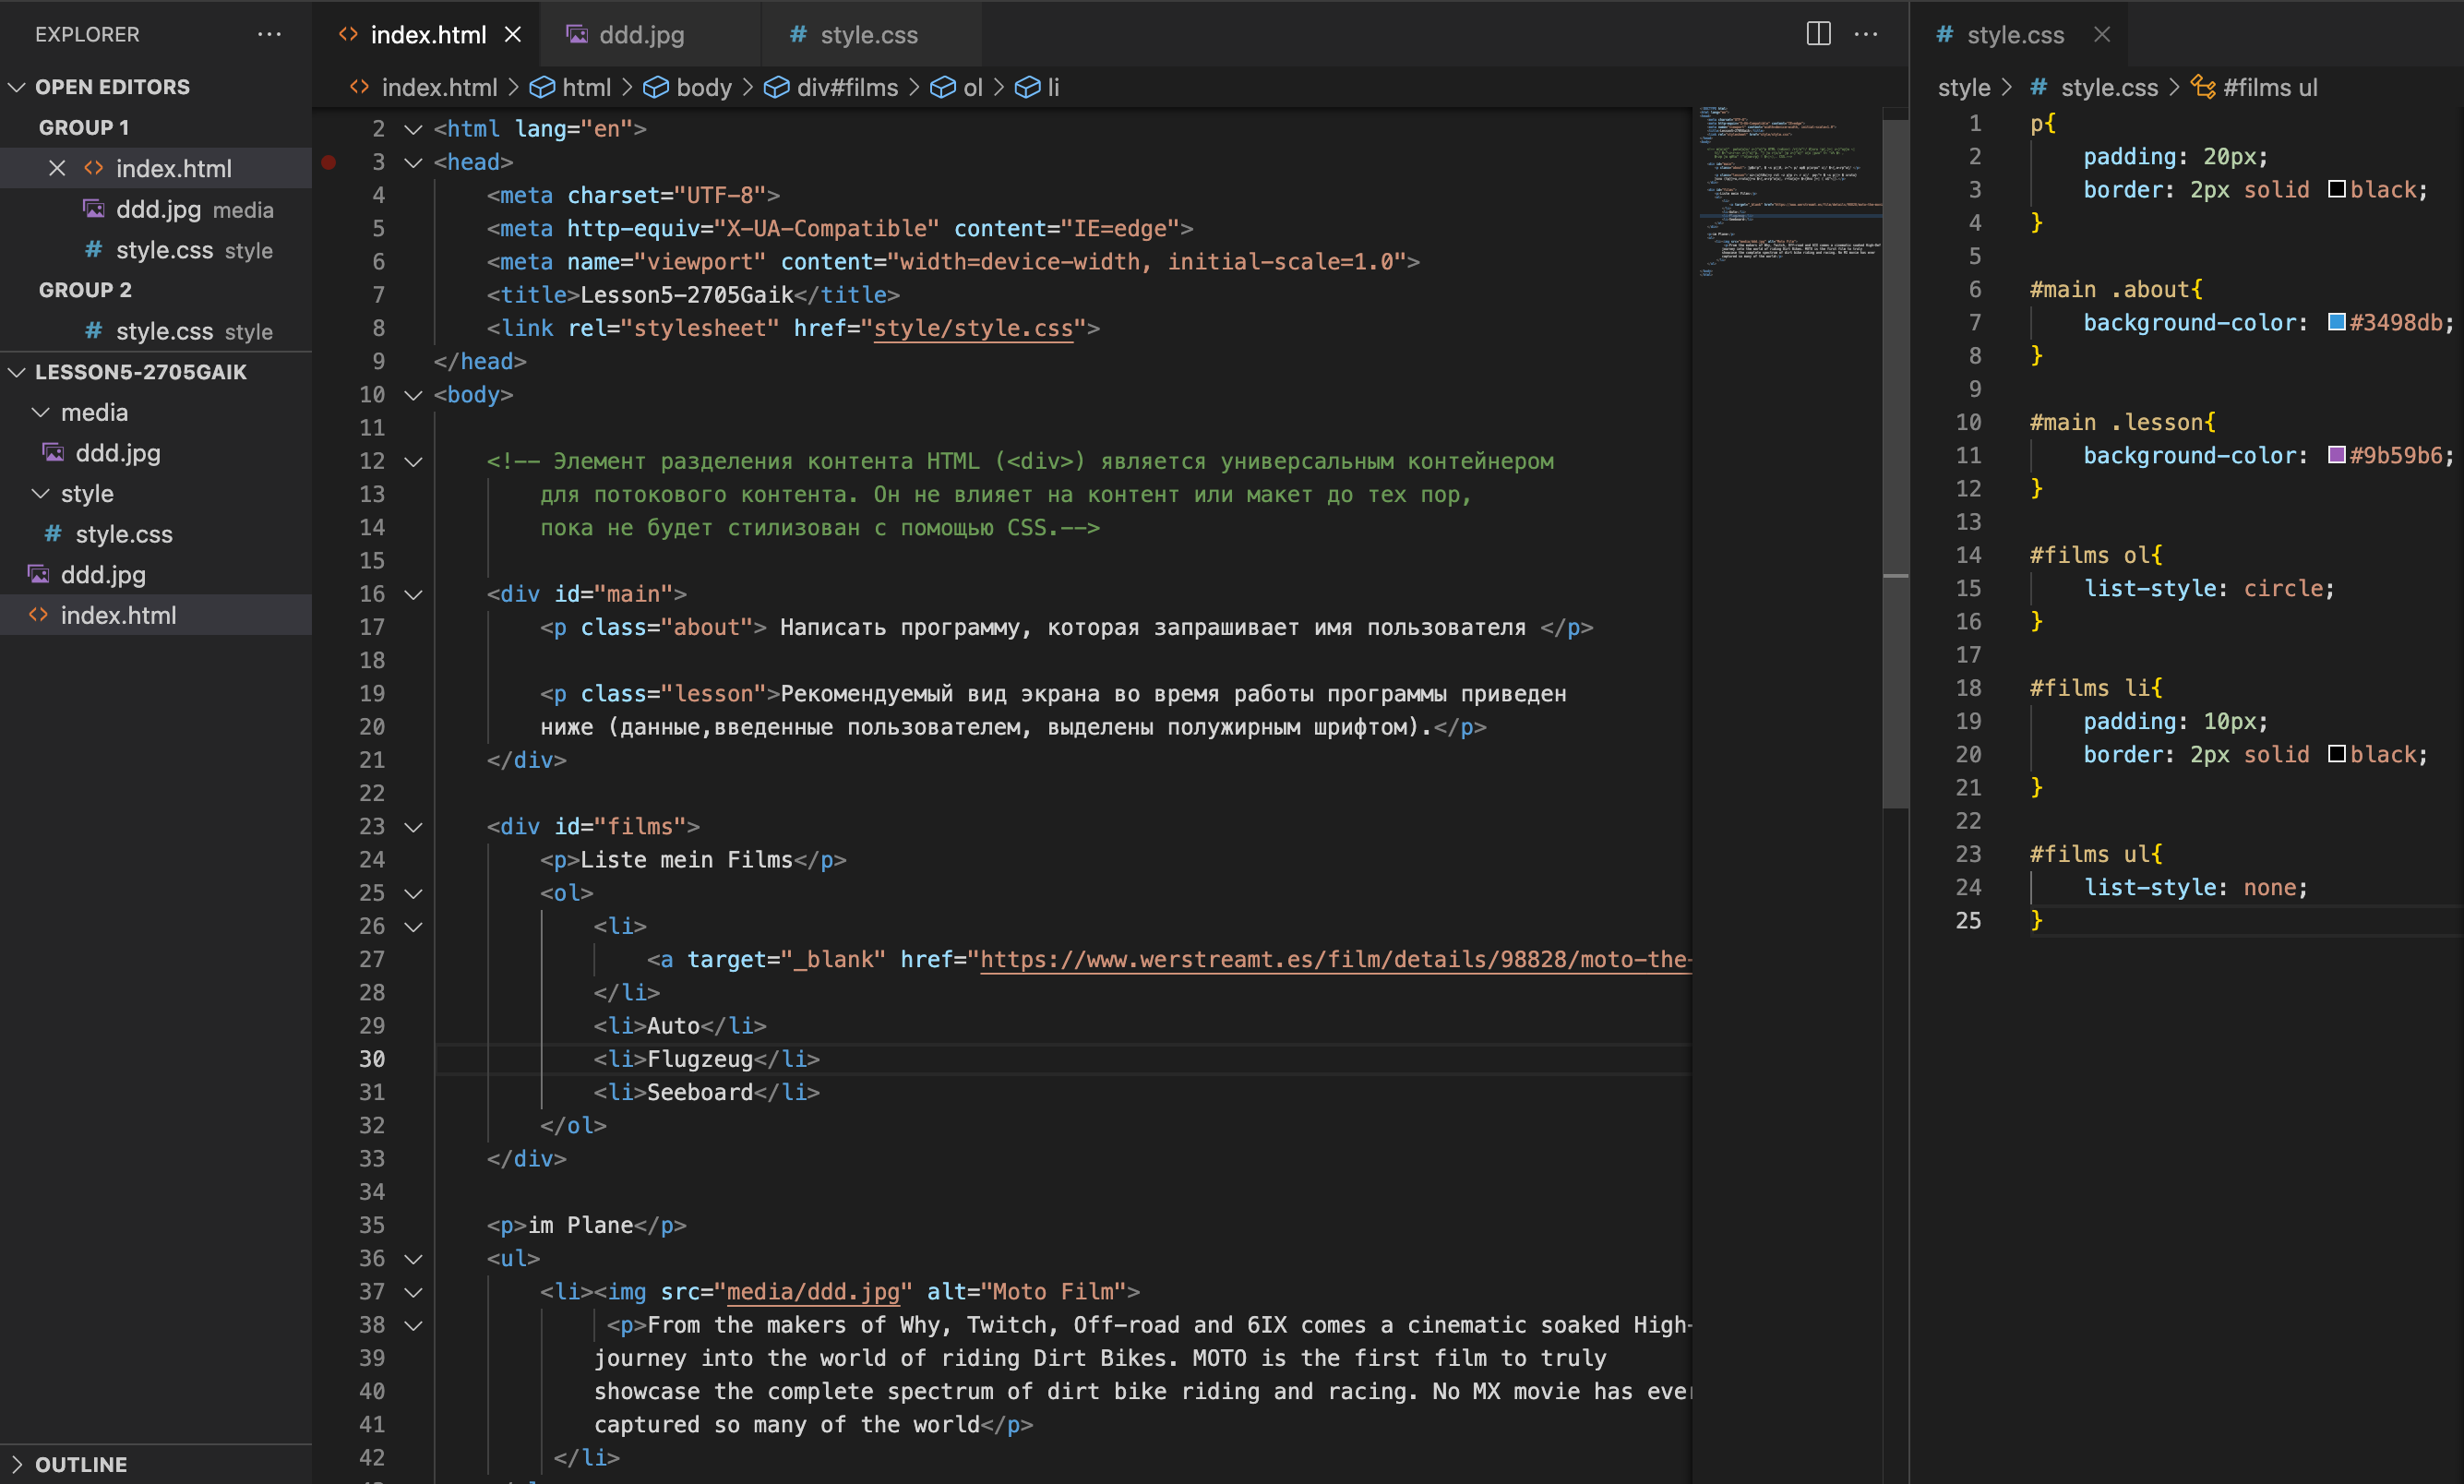 EXPLORER
OPEN EDITORS
GROUP 1
index.html
ddd.jpg media
style.css style
GROUP 2
style.css style
LESSON5-2705GAIK
media
ddd.jpg
style
style.css
ddd.jpg
index.html
OUTLINE
index.html ddd.jpg style.css
index.html > html > body > div#films > ol > li
2 <html lang="en">
3 <head>
4 <meta charset="UTF-8">
5 <meta http-equiv="X-UA-Compatible" content="IE=edge">
6 <meta name="viewport" content="width=device-width, initial-scale=1.0">
7 <title>Lesson5-2705Gaik</title>
8 <link rel="stylesheet" href="style/style.css">
9 </head>
10 <body>
11
12 <!-- Элемент разделения контента HTML (<div>) является универсальным контейнером
13 для потокового контента. Он не влияет на контент или макет до тех пор,
14 пока не будет стилизован с помощью CSS.-->
15
16 <div id="main">
17 <p class="about"> Написать программу, которая запрашивает имя пользователя </p>
18
19 <p class="lesson">Рекомендуемый вид экрана во время работы программы приведен
20 ниже (данные,введенные пользователем, выделены полужирным шрифтом).</p>
21 </div>
22
23 <div id="films">
24 <p>Liste mein Films</p>
25 <ol>
26 <li>
27 <a target="_blank" href="https://www.werstreamt.es/film/details/98828/moto-the-
28 </li>
29 <li>Auto</li>
30 <li>Flugzeug</li>
31 <li>Seeboard</li>
32 </ol>
33 </div>
34
35 <p>im Plane</p>
36 <ul>
37 <li><img src="media/ddd.jpg" alt="Moto Film">
38 <p>From the makers of Why, Twitch, Off-road and 6IX comes a cinematic soaked High-
39 journey into the world of riding Dirt Bikes. MOTO is the first film to truly
40 showcase the complete spectrum of dirt bike riding and racing. No MX movie has ever
41 captured so many of the world</p>
42 </li>
# style.css
style > # style.css > #films ul
1 p{
2 padding: 20px;
3 border: 2px solid black;
4 }
5
6 #main .about{
7 background-color: #3498db;
8 }
9
10 #main .lesson{
11 background-color: #9b59b6;
12 }
13
14 #films ol{
15 list-style: circle;
16 }
17
18 #films li{
19 padding: 10px;
20 border: 2px solid black;
21 }
22
23 #films ul{
24 list-style: none;
25 }